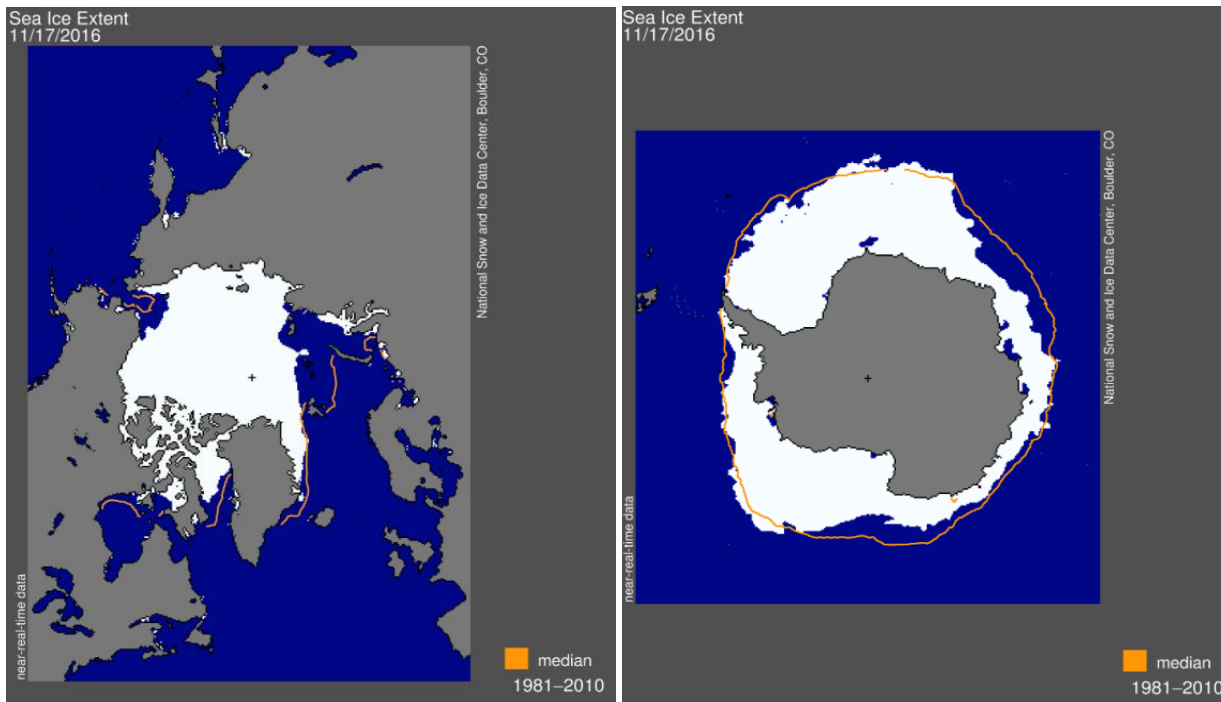 Sea Ice Extent
11/17/2016
National Snow and Ice Data Center, Boulder, CO
near-real-time data
median
1981–2010
Sea Ice Extent
11/17/2016
National Snow and Ice Data Center, Boulder, CO
near-real-time data
median
1981–2010